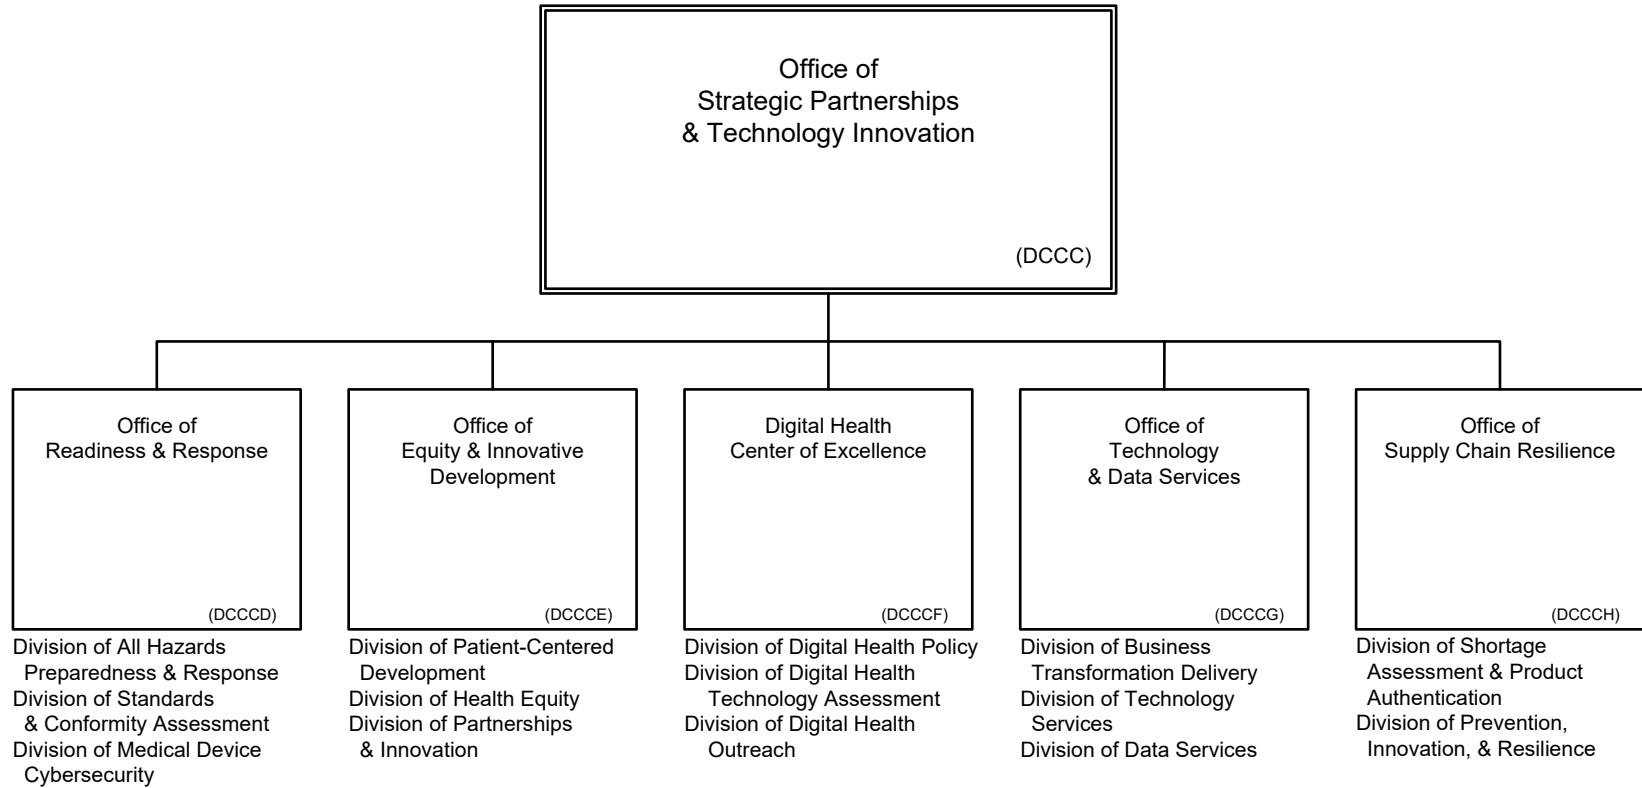 Office of
Strategic Partnerships
& Technology Innovation
(DCCC)
Office of
Readiness & Response
(DCCCD)
Division of All Hazards
Preparedness & Response
Division of Standards
& Conformity Assessment
Division of Medical Device
Cybersecurity
Office of
Equity & Innovative
Development
(DCCCE)
Division of Patient-Centered
Development
Division of Health Equity
Division of Partnerships
& Innovation
Digital Health
Center of Excellence
(DCCCF)
Division of Digital Health Policy
Division of Digital Health
Technology Assessment
Division of Digital Health
Outreach
Office of
Technology
& Data Services
(DCCCG)
Division of Business
Transformation Delivery
Division of Technology
Services
Division of Data Services
Office of
Supply Chain Resilience
(DCCCH)
Division of Shortage
Assessment & Product
Authentication
Division of Prevention,
Innovation, & Resilience